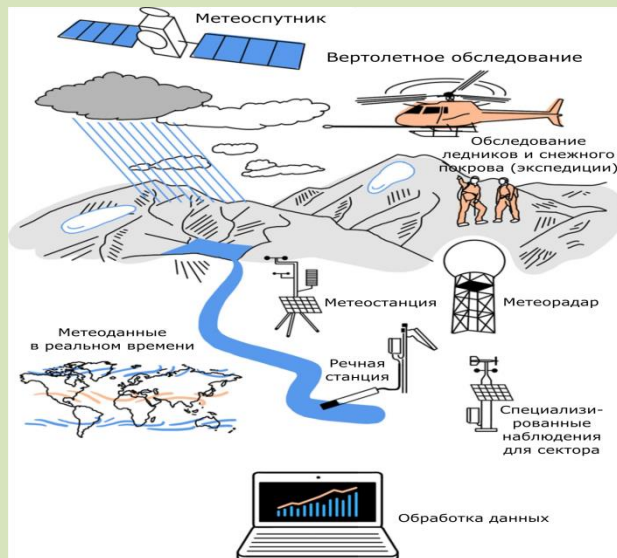 Метеоспутник
Вертолетное обследование
Обследование
ледников и снежного
покрова (экспедиции)
Метеостанция
Метеорадар
Метеоданные
в реальном времени
Речная
станция
Специализи-
рованные
наблюдения
для сектора
Обработка данных